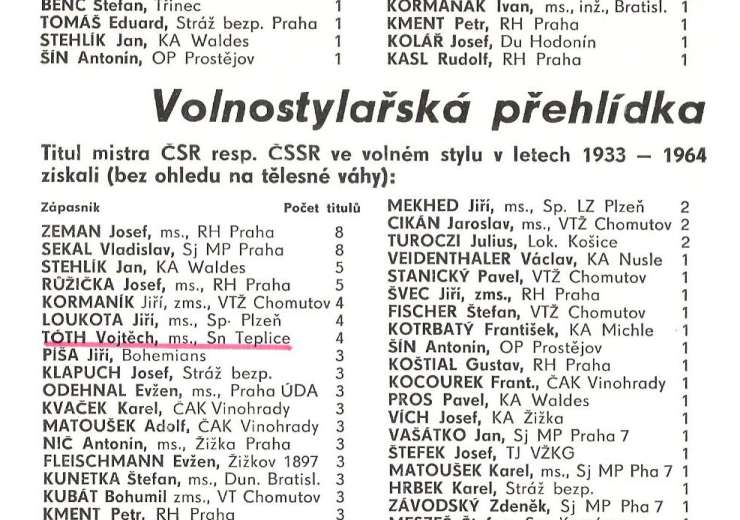 BENC Štefan, Třinec 1
TOMÁŠ Eduard, Stráž bezp. Praha 1
STEHLÍK Jan, KA Waldes 1
ŠÍN Antonín, OP Prostějov 1
KORMANÁK Ivan, ms., inž., Bratisl. 1
KMENT Petr, RH Praha 1
KOLÁŘ Josef, Du Hodonín 1
KASL Rudolf, RH Praha 1
Volnostylařská přehlídka
Titul mistra ČSR resp. ČSSR ve volném stylu v letech 1933 — 1964
získali (bez ohledu na tělesné váhy):
Zápasník Počet titulů
ZEMAN Josef, ms., RH Praha 8
SEKAL Vladislav, Sj MP Praha 8
STEHLÍK Jan, KA Waldes 5
RŮŽIČKA Josef, ms., RH Praha 5
KORMANÍK Jiří, zms., VTŽ Chomutov 4
LOUKOTA Jiří, ms., Sp. Plzeň 4
TÓTH Vojtěch, ms., Sn Teplice 4
PÍŠA Jiří, Bohemians 3
KLAPUCH Josef, Stráž bezp. 3
ODEHNAL Evžen, ms., Praha ÚDA 3
KVAČEK Karel, ČAK Vinohrady 3
MATOUŠEK Adolf, ČAK Vinohrady 3
NIČ Antonín, ms., Žižka Praha 3
FLEISCHMANN Evžen, Žižkov 1897 3
KUNETKA Štefan, ms., Dun. Bratisl. 3
KUBÁT Bohumil zms., VT Chomutov 3
KMENT Petr, RH Praha 3
MEKHED Jiří, ms., Sp. LZ Plzeň 2
CIKÁN Jaroslav, ms., VTŽ Chomutov 2
TUROCZI Julius, Lok. Košice 2
VEIDENTHALER Václav, KA Nusle 1
STANICKÝ Pavel, VTŽ Chomutov 1
ŠVEC Jiří, zms., RH Praha 1
FISCHER Štefan, VTŽ Chomutov 1
KOTRBATÝ František, KA Michle 1
ŠÍN Antonín, OP Prostějov 1
KOŠTIAL Gustav, RH Praha 1
KOCOUREK Frant., ČAK Vinohrady 1
PROS Pavel, KA Waldes 1
VÍCH Josef, KA Žižka 1
VAŠÁTKO Jan, Sj MP Praha 7 1
ŠTEFEK Josef, TJ VŽKG 1
MATOUŠEK Karel, ms., Sj MP Pha 7 1
HRBEK Karel, Stráž bezp. 1
ZÁVODSKÝ Zdeněk, Sj MP Pha 7 1